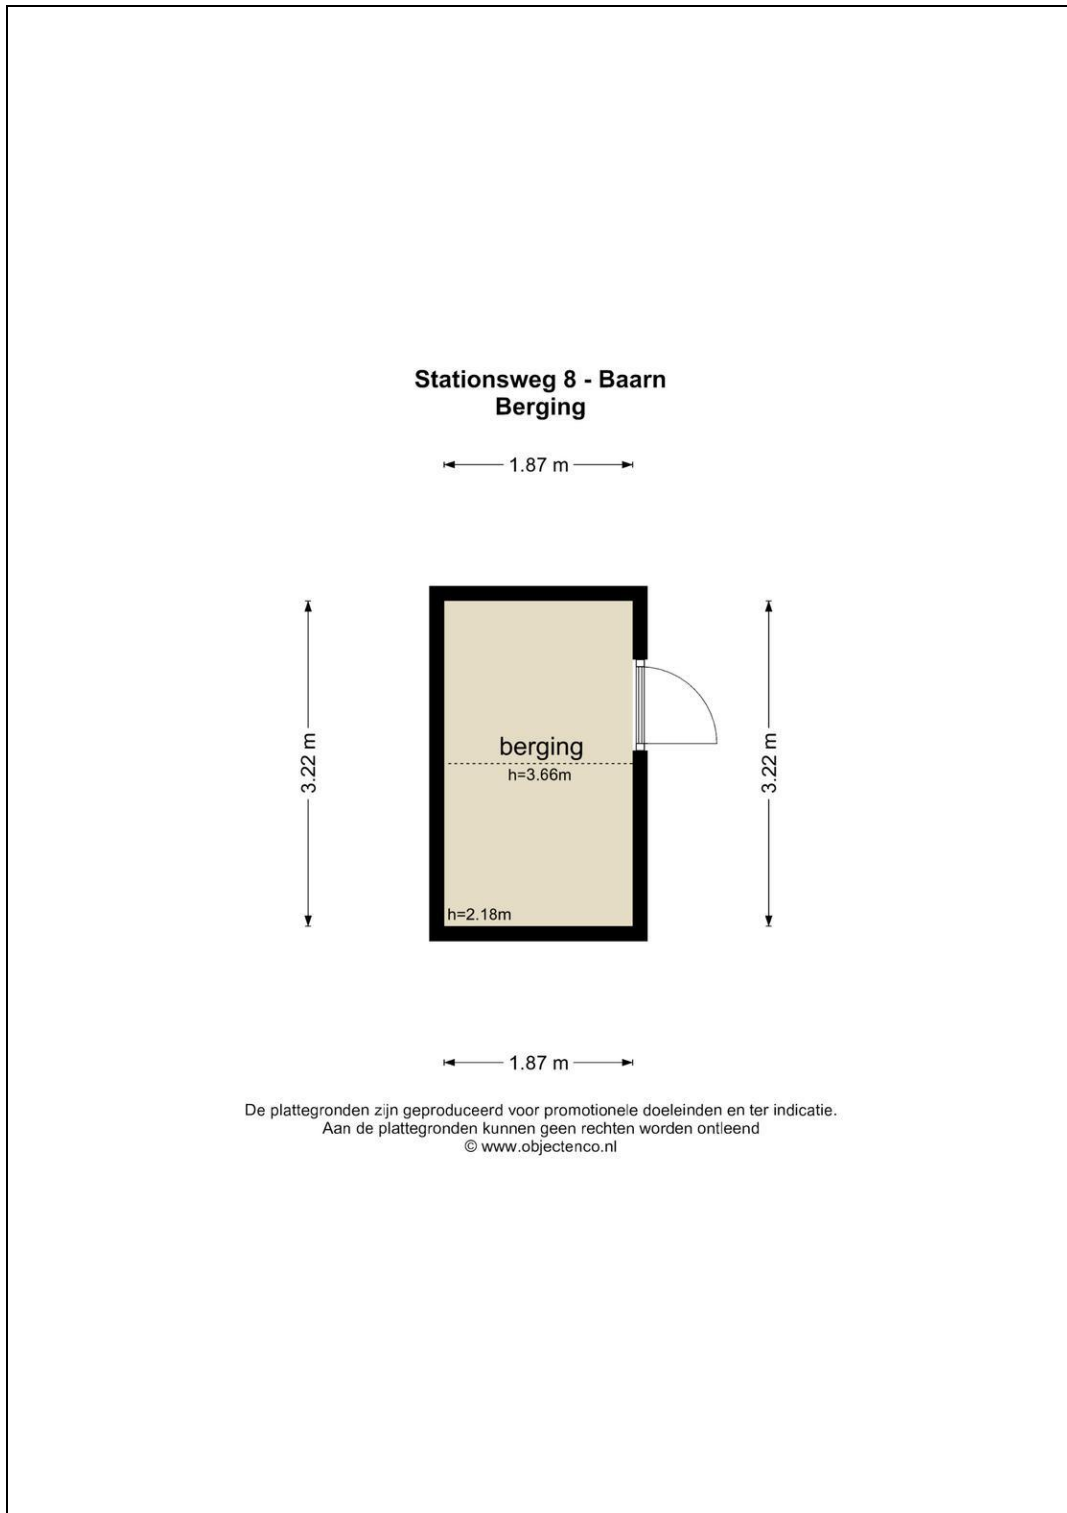 Stationsweg 8 - Baarn
Berging
1.87 m
3.22 m
berging
h=3.66m
3.22 m
h=2.18m
1.87 m
De plattegronden zijn geproduceerd voor promotionele doeleinden en ter indicatie.
Aan de plattegronden kunnen geen rechten worden ontleend
© www.objectenco.nl